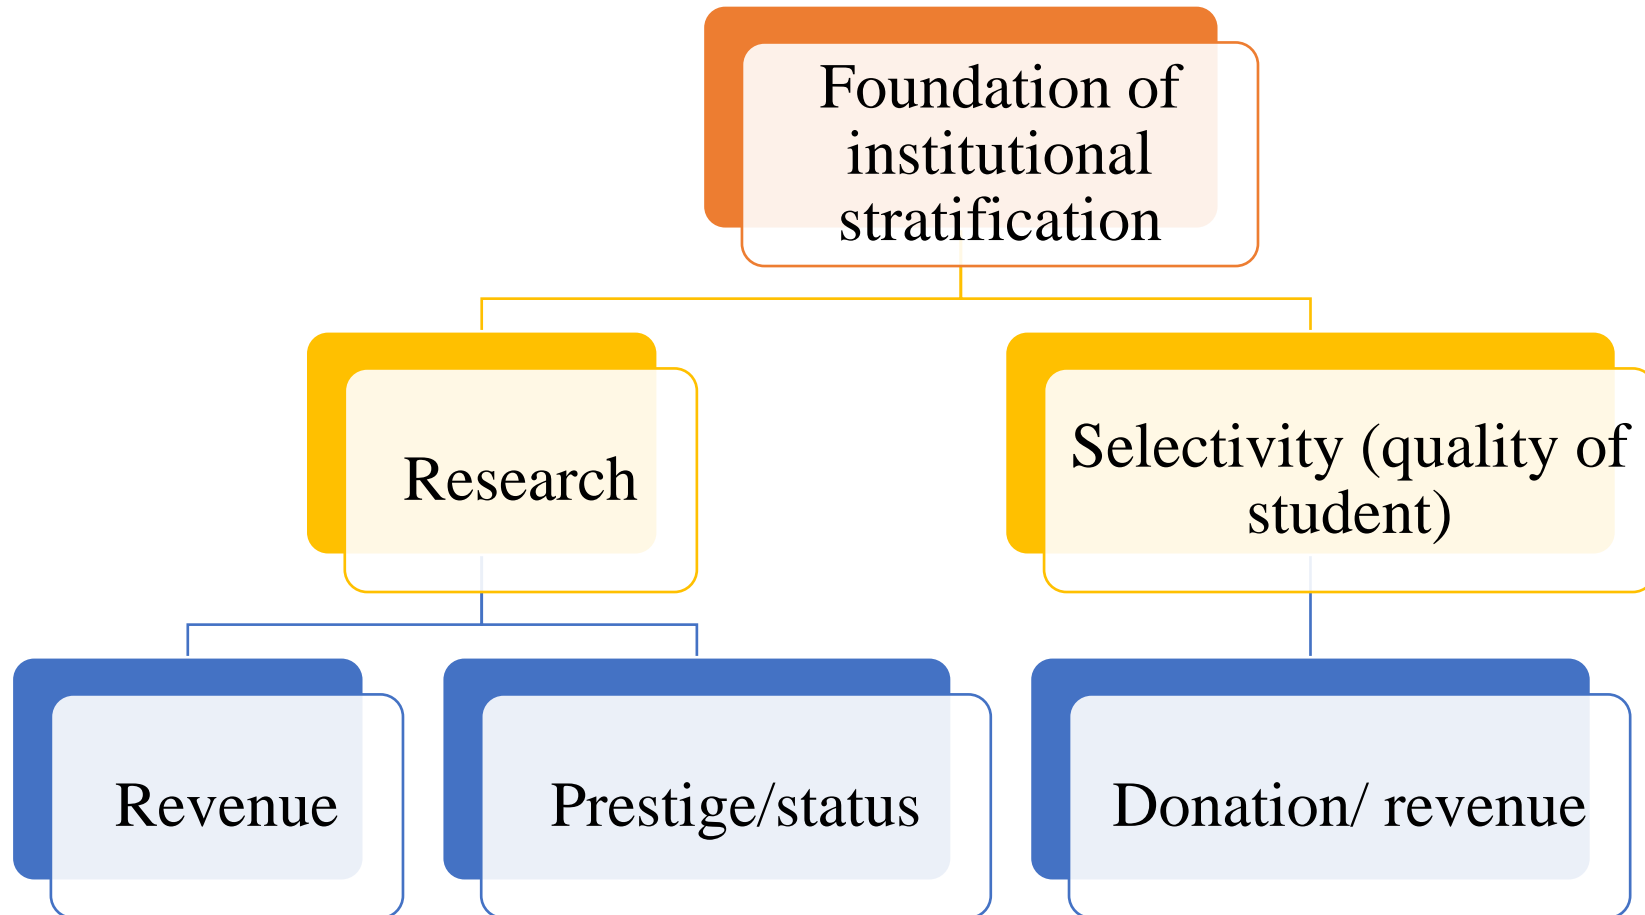 Foundation of
institutional
stratification
Research
Selectivity (quality of
student)
Revenue
Prestige/status
Donation/ revenue